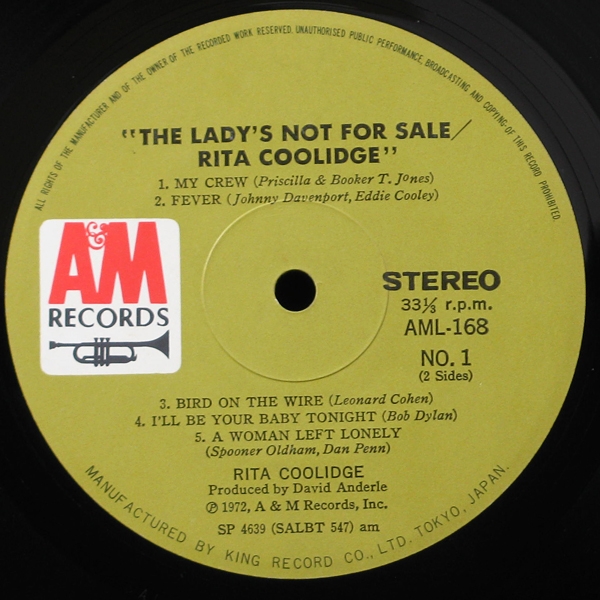 ALL RIGHTS OF THE MANUFACTURER AND OF THE OWNER OF THE RECORDED WORK RESERVED. UNAUTHORISED PUBLIC PERFORMANCE, BROADCASTING AND COPYING OF THIS RECORD PROHIBITED.
"THE LADY'S NOT FOR SALE/
RITA COOLIDGE"
1. MY CREW (Priscilla & Booker T. Jones)
2. FEVER (Johnny Davenport, Eddie Cooley)
A&M
RECORDS
STEREO
33⅓ r.p.m.
AML-168
NO. 1
(2 Sides)
3. BIRD ON THE WIRE (Leonard Cohen)
4. I'LL BE YOUR BABY TONIGHT (Bob Dylan)
5. A WOMAN LEFT LONELY
(Spooner Oldham, Dan Penn)
RITA COOLIDGE
Produced by David Anderle
℗ 1972, A & M Records, Inc.
SP 4639 (SALBT 547) am
MANUFACTURED BY KING RECORD CO., LTD. TOKYO, JAPAN.